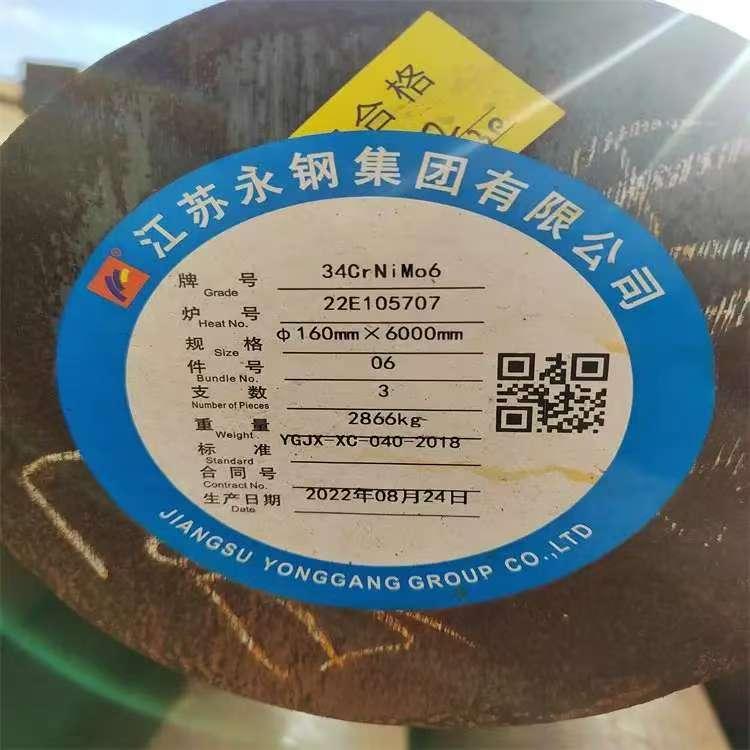 合格
江苏永钢集团有限公司
牌号 34CrNiMo6
Grade
炉号 22E105707
Heat No.
规格 φ160mm×6000mm
Size
件号 06
Bundle No.
支数 3
Number of Pieces
重量 2866kg
Weight
标准 YGJX-XC-040-2018
Standard
合同号
Contract No.
生产日期 2022年08月24日
Date
JIANGSU YONGGANG GROUP CO.,LTD